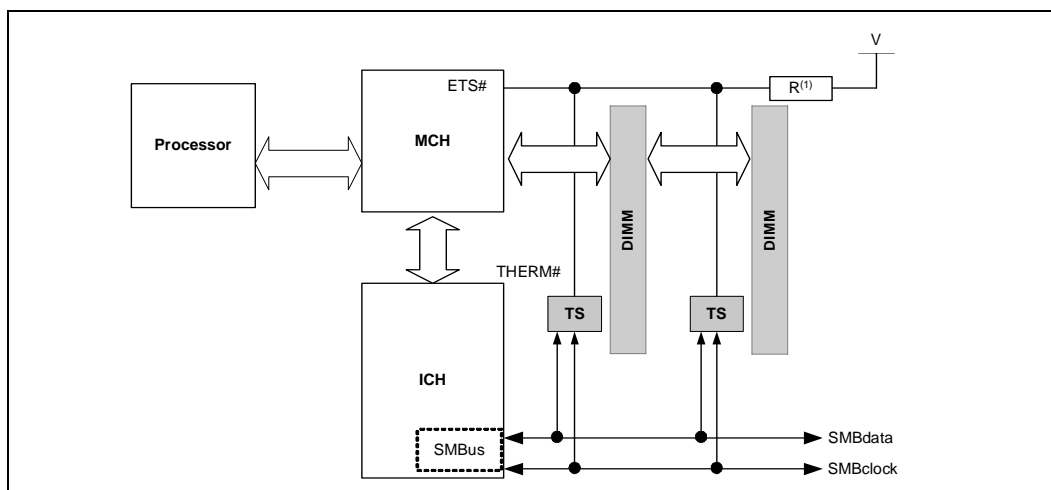 V
ETS#
R(1)
Processor
MCH
DIMM
DIMM
THERM#
TS
TS
ICH
SMBus
SMBdata
SMBclock